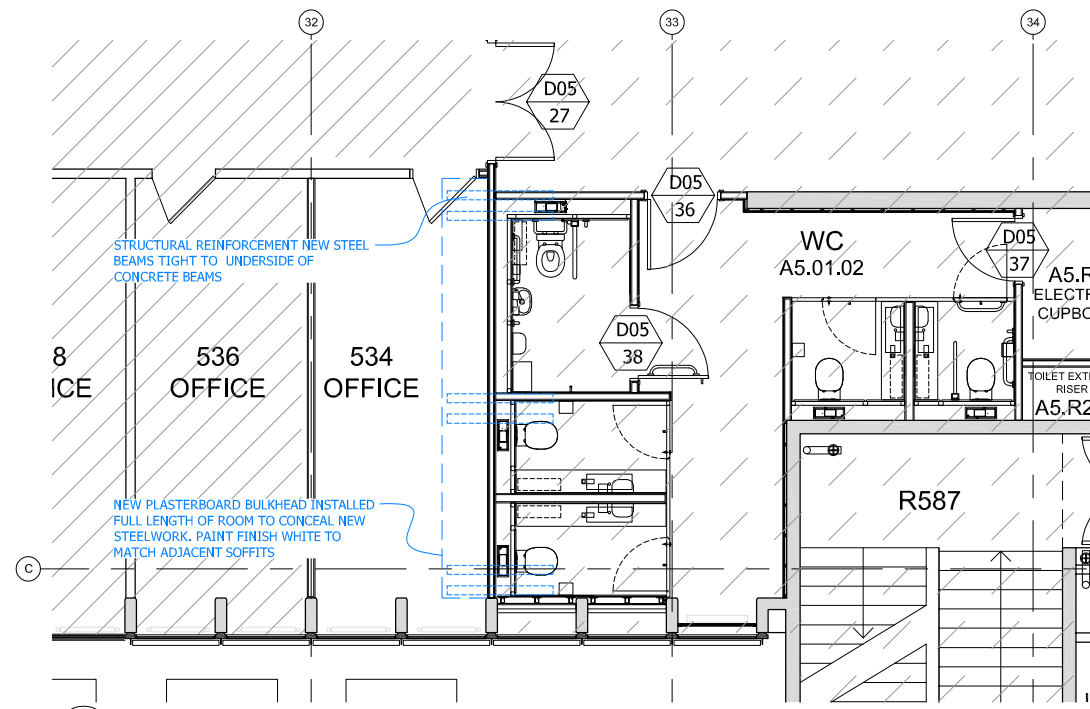 32
33
34
D05
27
D05
36
D05
37
WC
A5.01.02
STRUCTURAL REINFORCEMENT NEW STEEL
BEAMS TIGHT TO UNDERSIDE OF
CONCRETE BEAMS
D05
38
8
536
OFFICE
534
OFFICE
TOILET
RISER
R587
NEW PLASTERBOARD BULKHEAD INSTALLED
FULL LENGTH OF ROOM TO CONCEAL NEW
STEELWORK. PAINT FINISH WHITE TO
MATCH ADJACENT SOFFITS
C